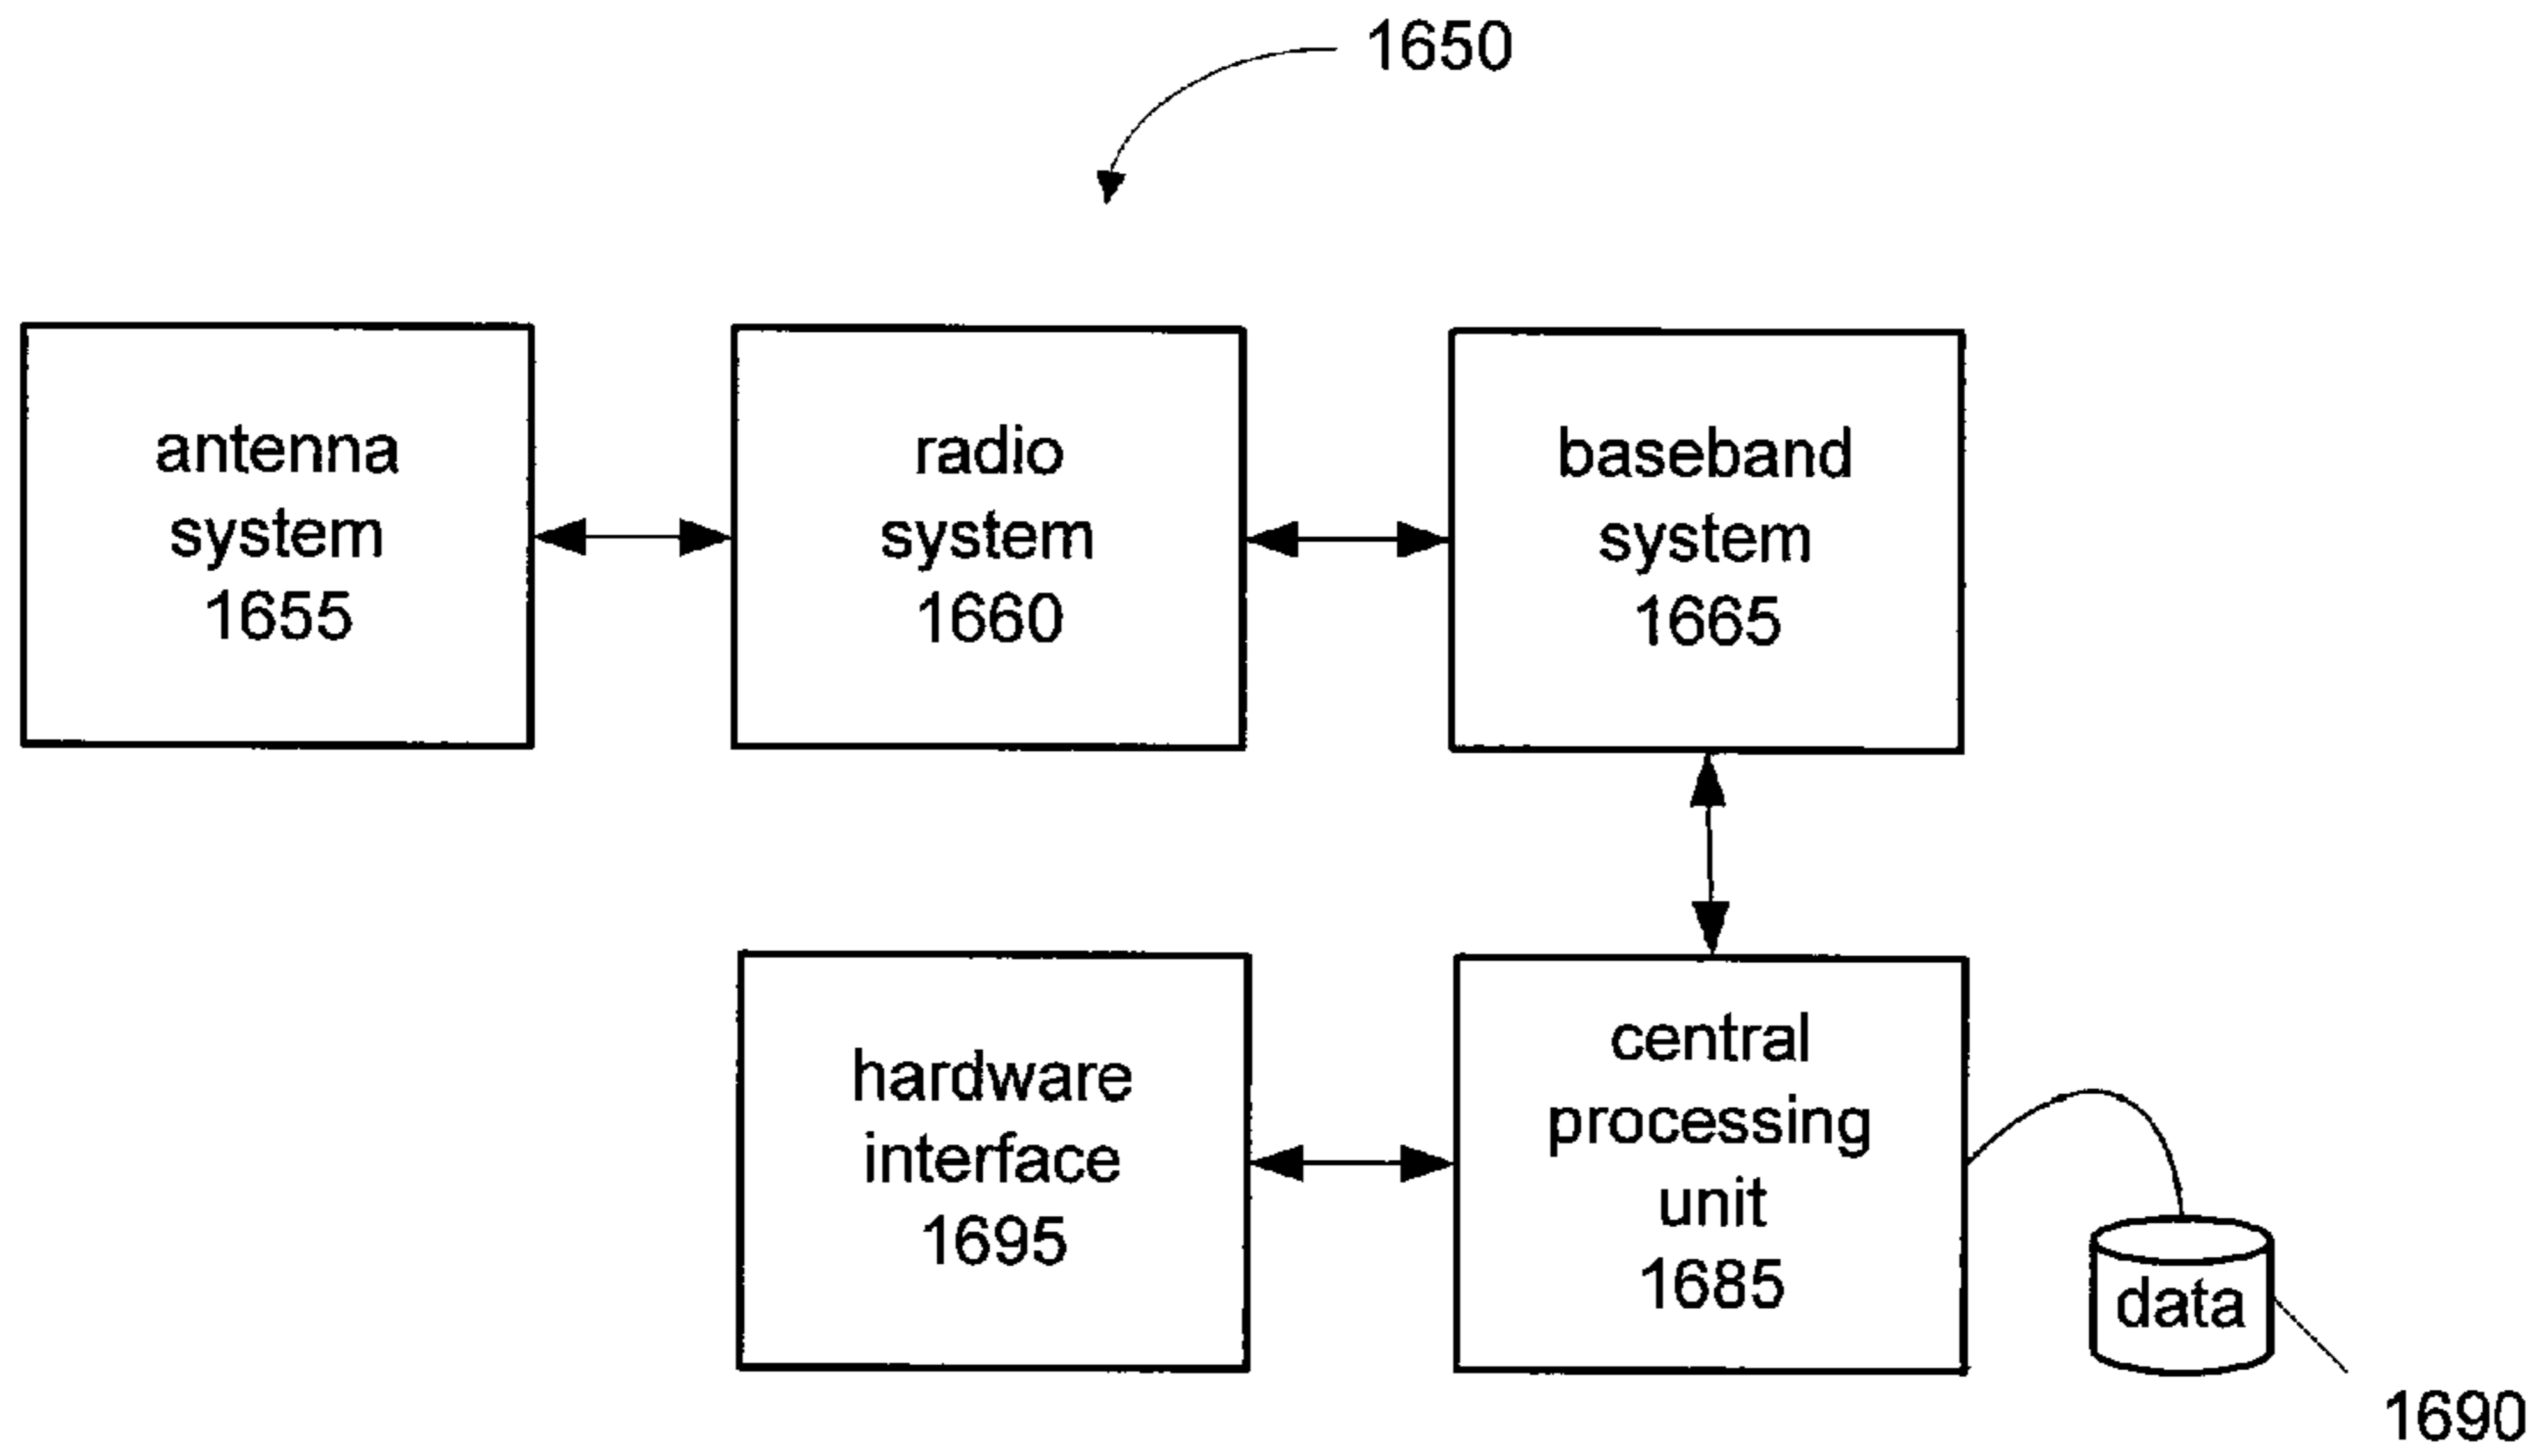 1650
antenna
system
1655
radio
system
1660
baseband
system
1665
hardware
interface
1695
central
processing
unit
1685
data
1690